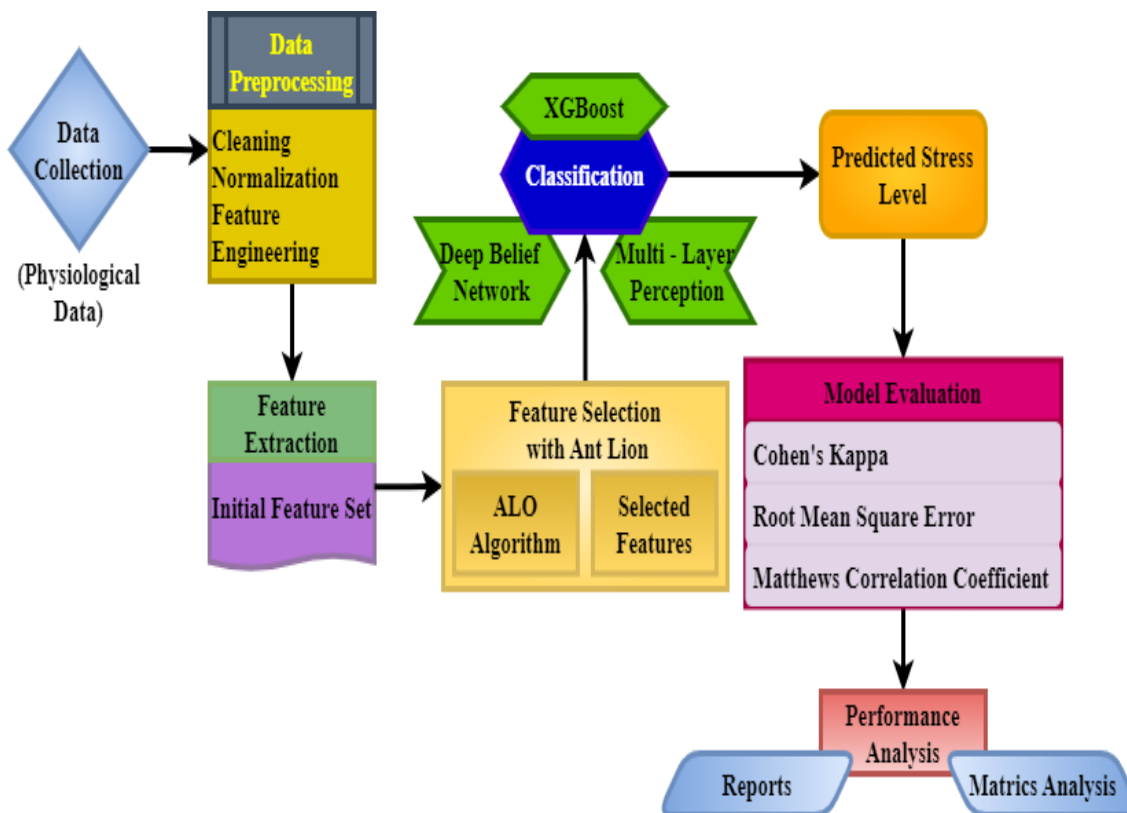 Data
Collection
(Physiological
Data)
Data
Preprocessing
Cleaning
Normalization
Feature
Engineering
Feature
Extraction
Initial Feature Set
Feature Selection
with Ant Lion
ALO
Algorithm
Selected
Features
XGBoost
Classification
Deep Belief
Network
Multi - Layer
Perception
Predicted Stress
Level
Model Evaluation
Cohen's Kappa
Root Mean Square Error
Matthews Correlation Coefficient
Performance
Analysis
Reports
Matrics Analysis